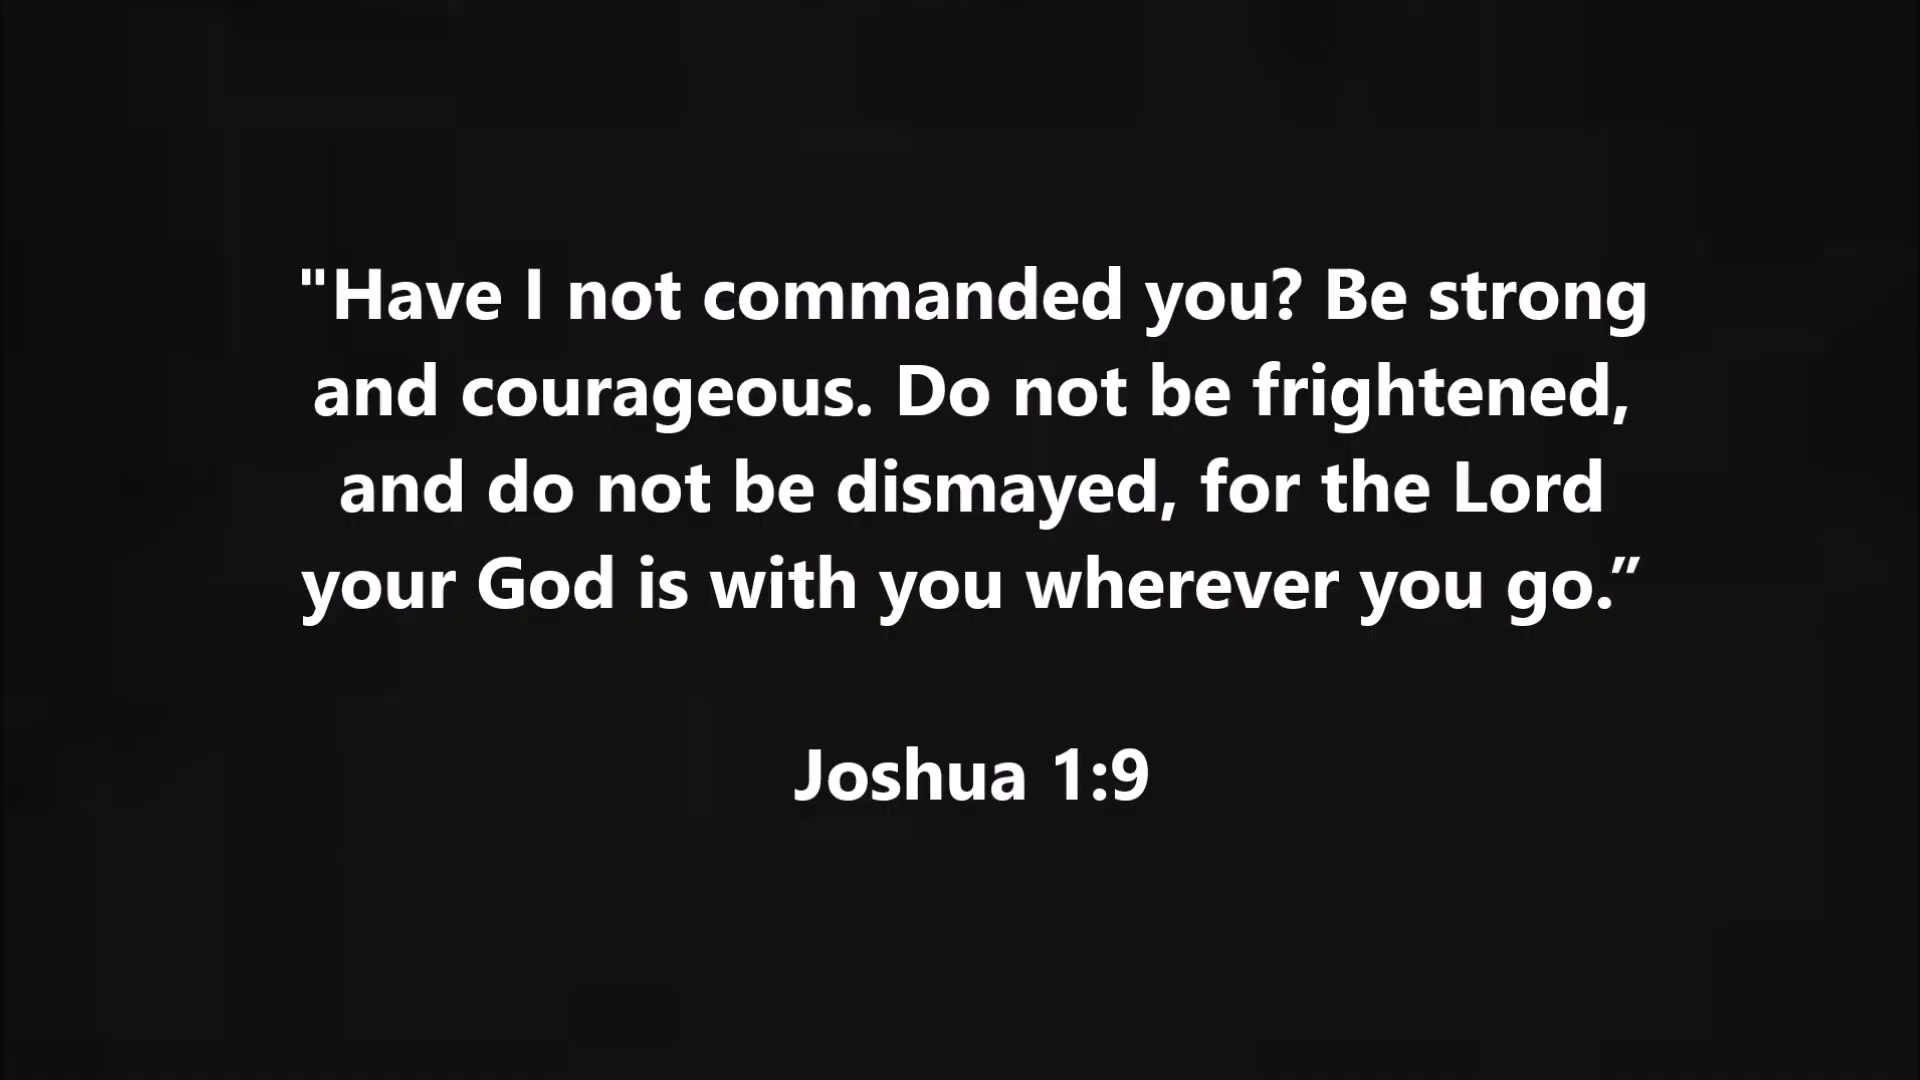 "Have I not commanded you? Be strong
and courageous. Do not be frightened,
and do not be dismayed, for the Lord
your God is with you wherever you go.”
Joshua 1:9